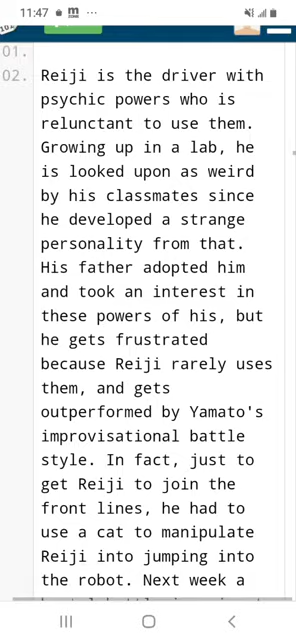 11:47
01.
02. Reiji is the driver with
psychic powers who is
relunctant to use them.
Growing up in a lab, he
is looked upon as weird
by his classmates since
he developed a strange
personality from that.
His father adopted him
and took an interest in
these powers of his, but
he gets frustrated
because Reiji rarely uses
them, and gets
outperformed by Yamato's
improvisational battle
style. In fact, just to
get Reiji to join the
front lines, he had to
use a cat to manipulate
Reiji into jumping into
the robot. Next week a